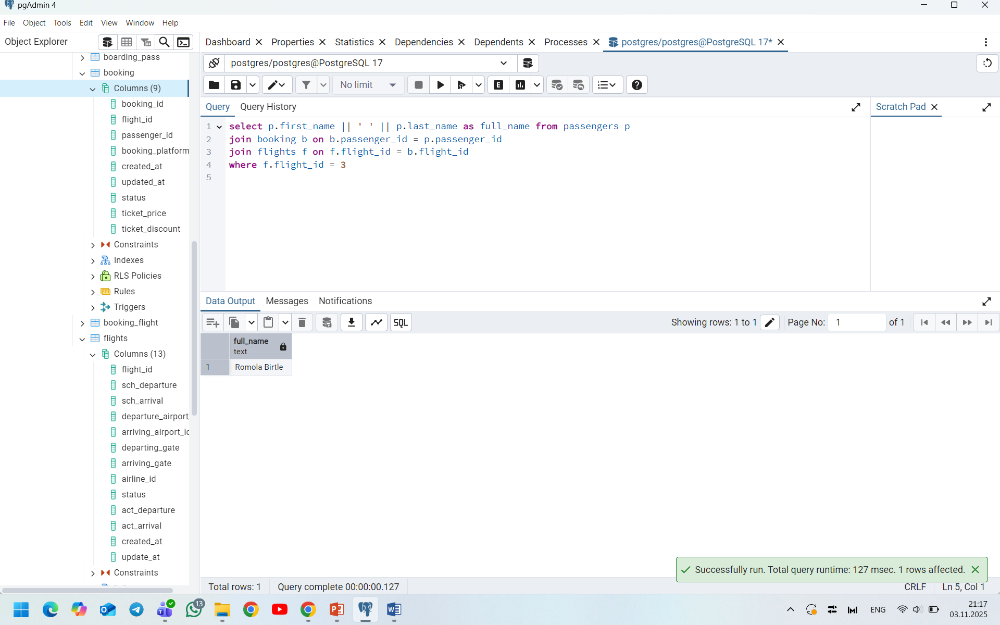 pgAdmin 4
File Object Tools Edit View Window Help
Object Explorer
Dashboard Properties Statistics Dependencies Dependents Processes postgres/postgres@PostgreSQL 17*
postgres/postgres@PostgreSQL 17
No limit
E
Query Query History
Scratch Pad
1 select p.first_name || ' ' || p.last_name as full_name from passengers p
2 join booking b on b.passenger_id = p.passenger_id
3 join flights f on f.flight_id = b.flight_id
4 where f.flight_id = 3
5
boarding_pass
booking
Columns (9)
booking_id
flight_id
passenger_id
booking_platform
created_at
updated_at
status
ticket_price
ticket_discount
Constraints
Indexes
RLS Policies
Rules
Triggers
booking_flight
flights
Columns (13)
flight_id
sch_departure
sch_arrival
departure_airport_
arriving_airport_id
departing_gate
arriving_gate
airline_id
status
act_departure
act_arrival
created_at
update_at
Constraints
Data Output Messages Notifications
SQL
Showing rows: 1 to 1
Page No: 1 of 1
full_name
text
1 Romola Birtle
Successfully run. Total query runtime: 127 msec. 1 rows affected.
Total rows: 1 Query complete 00:00:00.127
CRLF Ln 5, Col 1
13
ENG
21:17
03.11.2025